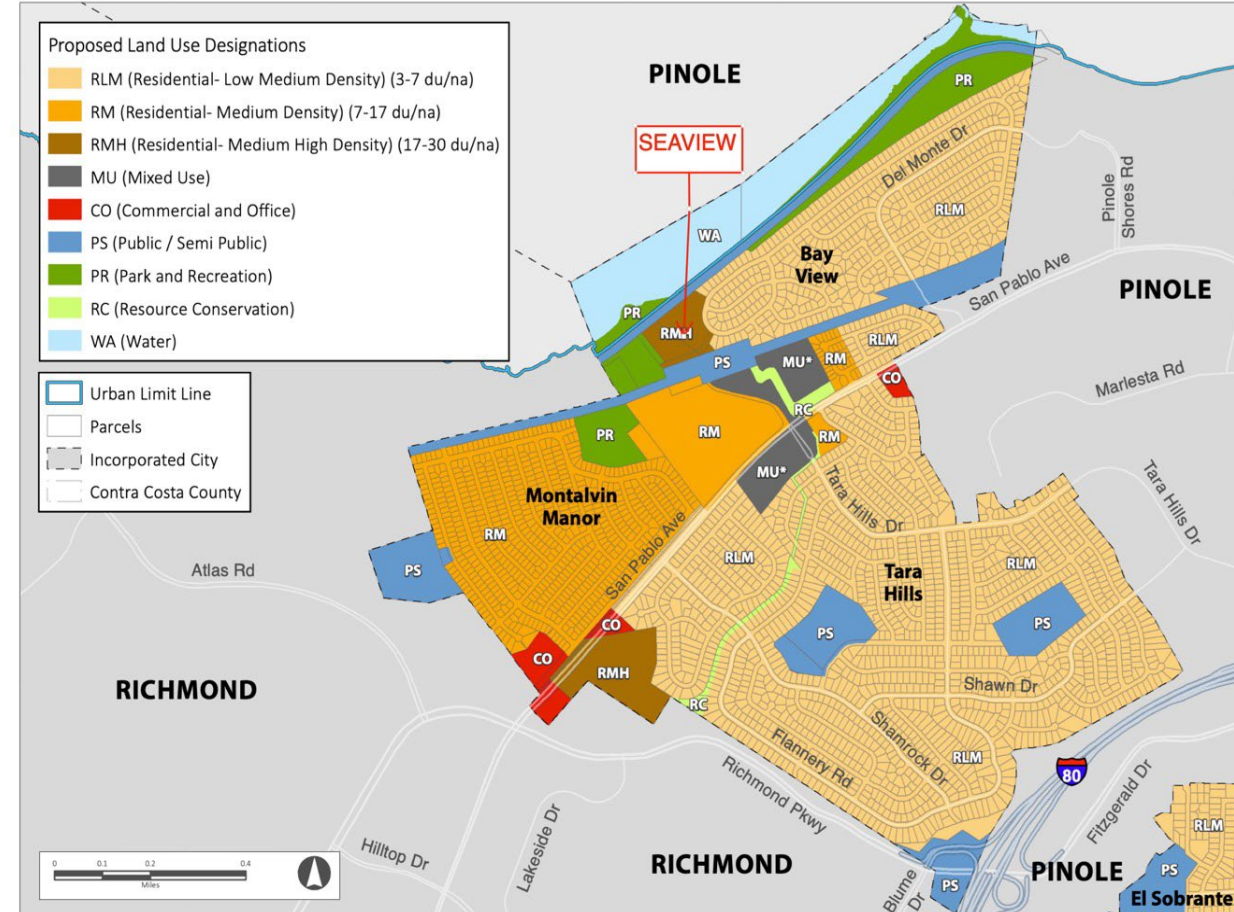 Proposed Land Use Designations
RLM (Residential- Low Medium Density) (3-7 du/na)
RM (Residential- Medium Density) (7-17 du/na)
RMH (Residential- Medium High Density) (17-30 du/na)
MU (Mixed Use)
CO (Commercial and Office)
PS (Public / Semi Public)
PR (Park and Recreation)
RC (Resource Conservation)
WA (Water)
Urban Limit Line
Parcels
Incorporated City
Contra Costa County
PINOLE
SEAVIEW
PR
Del Monte Dr
RLM
Pinole
Shores Rd
WA
Bay
View
San Pablo Ave
PINOLE
PR
RMH
PS
MU*
RM
RLM
CO
Marlesta Rd
RC
PR
RM
RM
MU*
Tara Hills Dr
Tara Hills Dr
Montalvin
Manor
RM
San Pablo Ave
RLM
Tara
Hills
RLM
PS
Atlas Rd
PS
PS
CO
CO
RMH
RICHMOND
Shawn Dr
RC
Shamrock Dr
Flannery Rd
RLM
Richmond Pkwy
80
Fitzgerald Dr
Lakeside Dr
Hilltop Dr
RICHMOND
Blume
Dr
PS
PINOLE
RLM
PS
El Sobrante
0 0.1 0.2 0.4
Miles